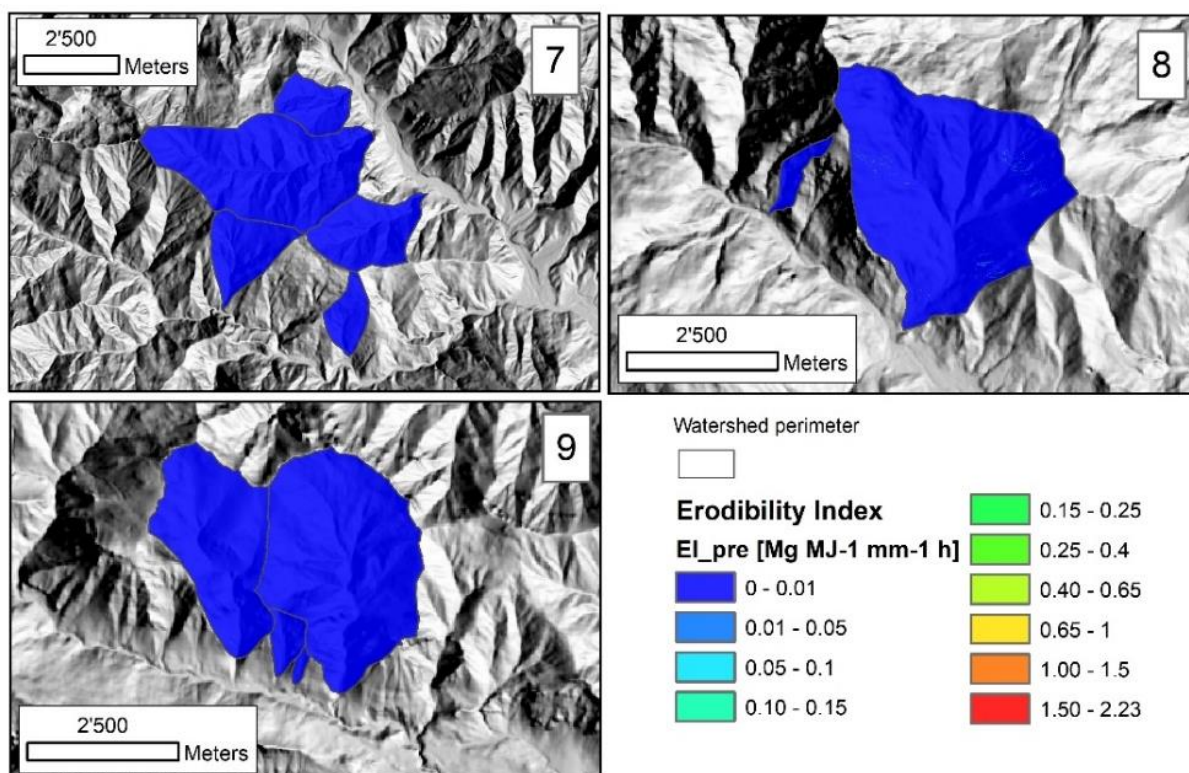 2'500
Meters
7
8
2'500
Meters
9
2'500
Meters
Watershed perimeter
Erodibility Index
EI_pre [Mg MJ-1 mm-1 h]
0 - 0.01
0.01 - 0.05
0.05 - 0.1
0.10 - 0.15
0.15 - 0.25
0.25 - 0.4
0.40 - 0.65
0.65 - 1
1.00 - 1.5
1.50 - 2.23